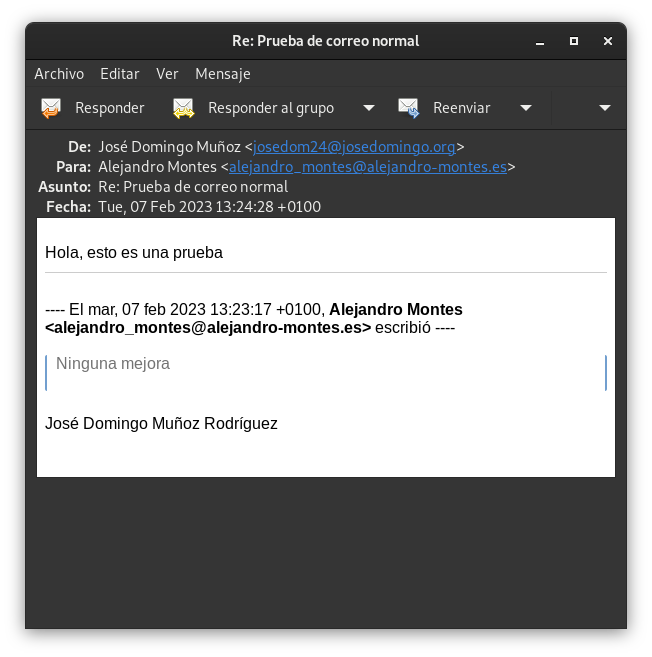 Re: Prueba de correo normal
Archivo Editar Ver Mensaje
Responder Responder al grupo Reenviar
De: José Domingo Muñoz <josedom24@josedomingo.org>
Para: Alejandro Montes <alejandro_montes@alejandro-montes.es>
Asunto: Re: Prueba de correo normal
Fecha: Tue, 07 Feb 2023 13:24:28 +0100
Hola, esto es una prueba
---- El mar, 07 feb 2023 13:23:17 +0100, Alejandro Montes
<alejandro_montes@alejandro-montes.es> escribió ----
Ninguna mejora
José Domingo Muñoz Rodríguez